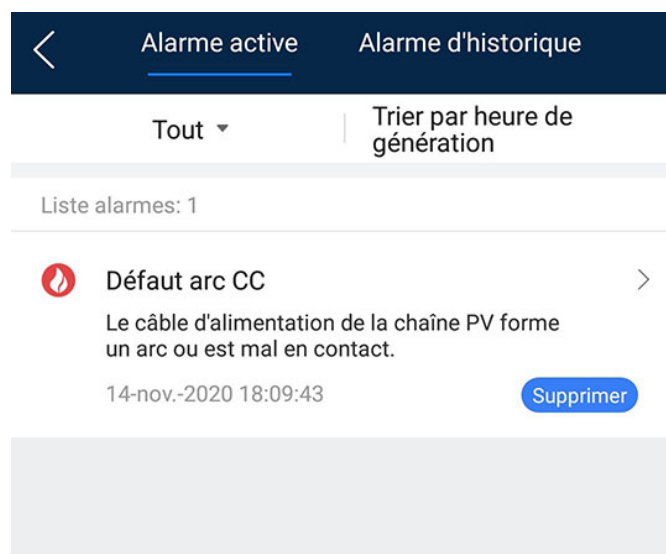 Alarme active
Alarme d'historique
Tout
Trier par heure de
génération
Liste alarmes: 1
Défaut arc CC
Le câble d'alimentation de la chaîne PV forme
un arc ou est mal en contact.
14-nov.-2020 18:09:43
Supprimer